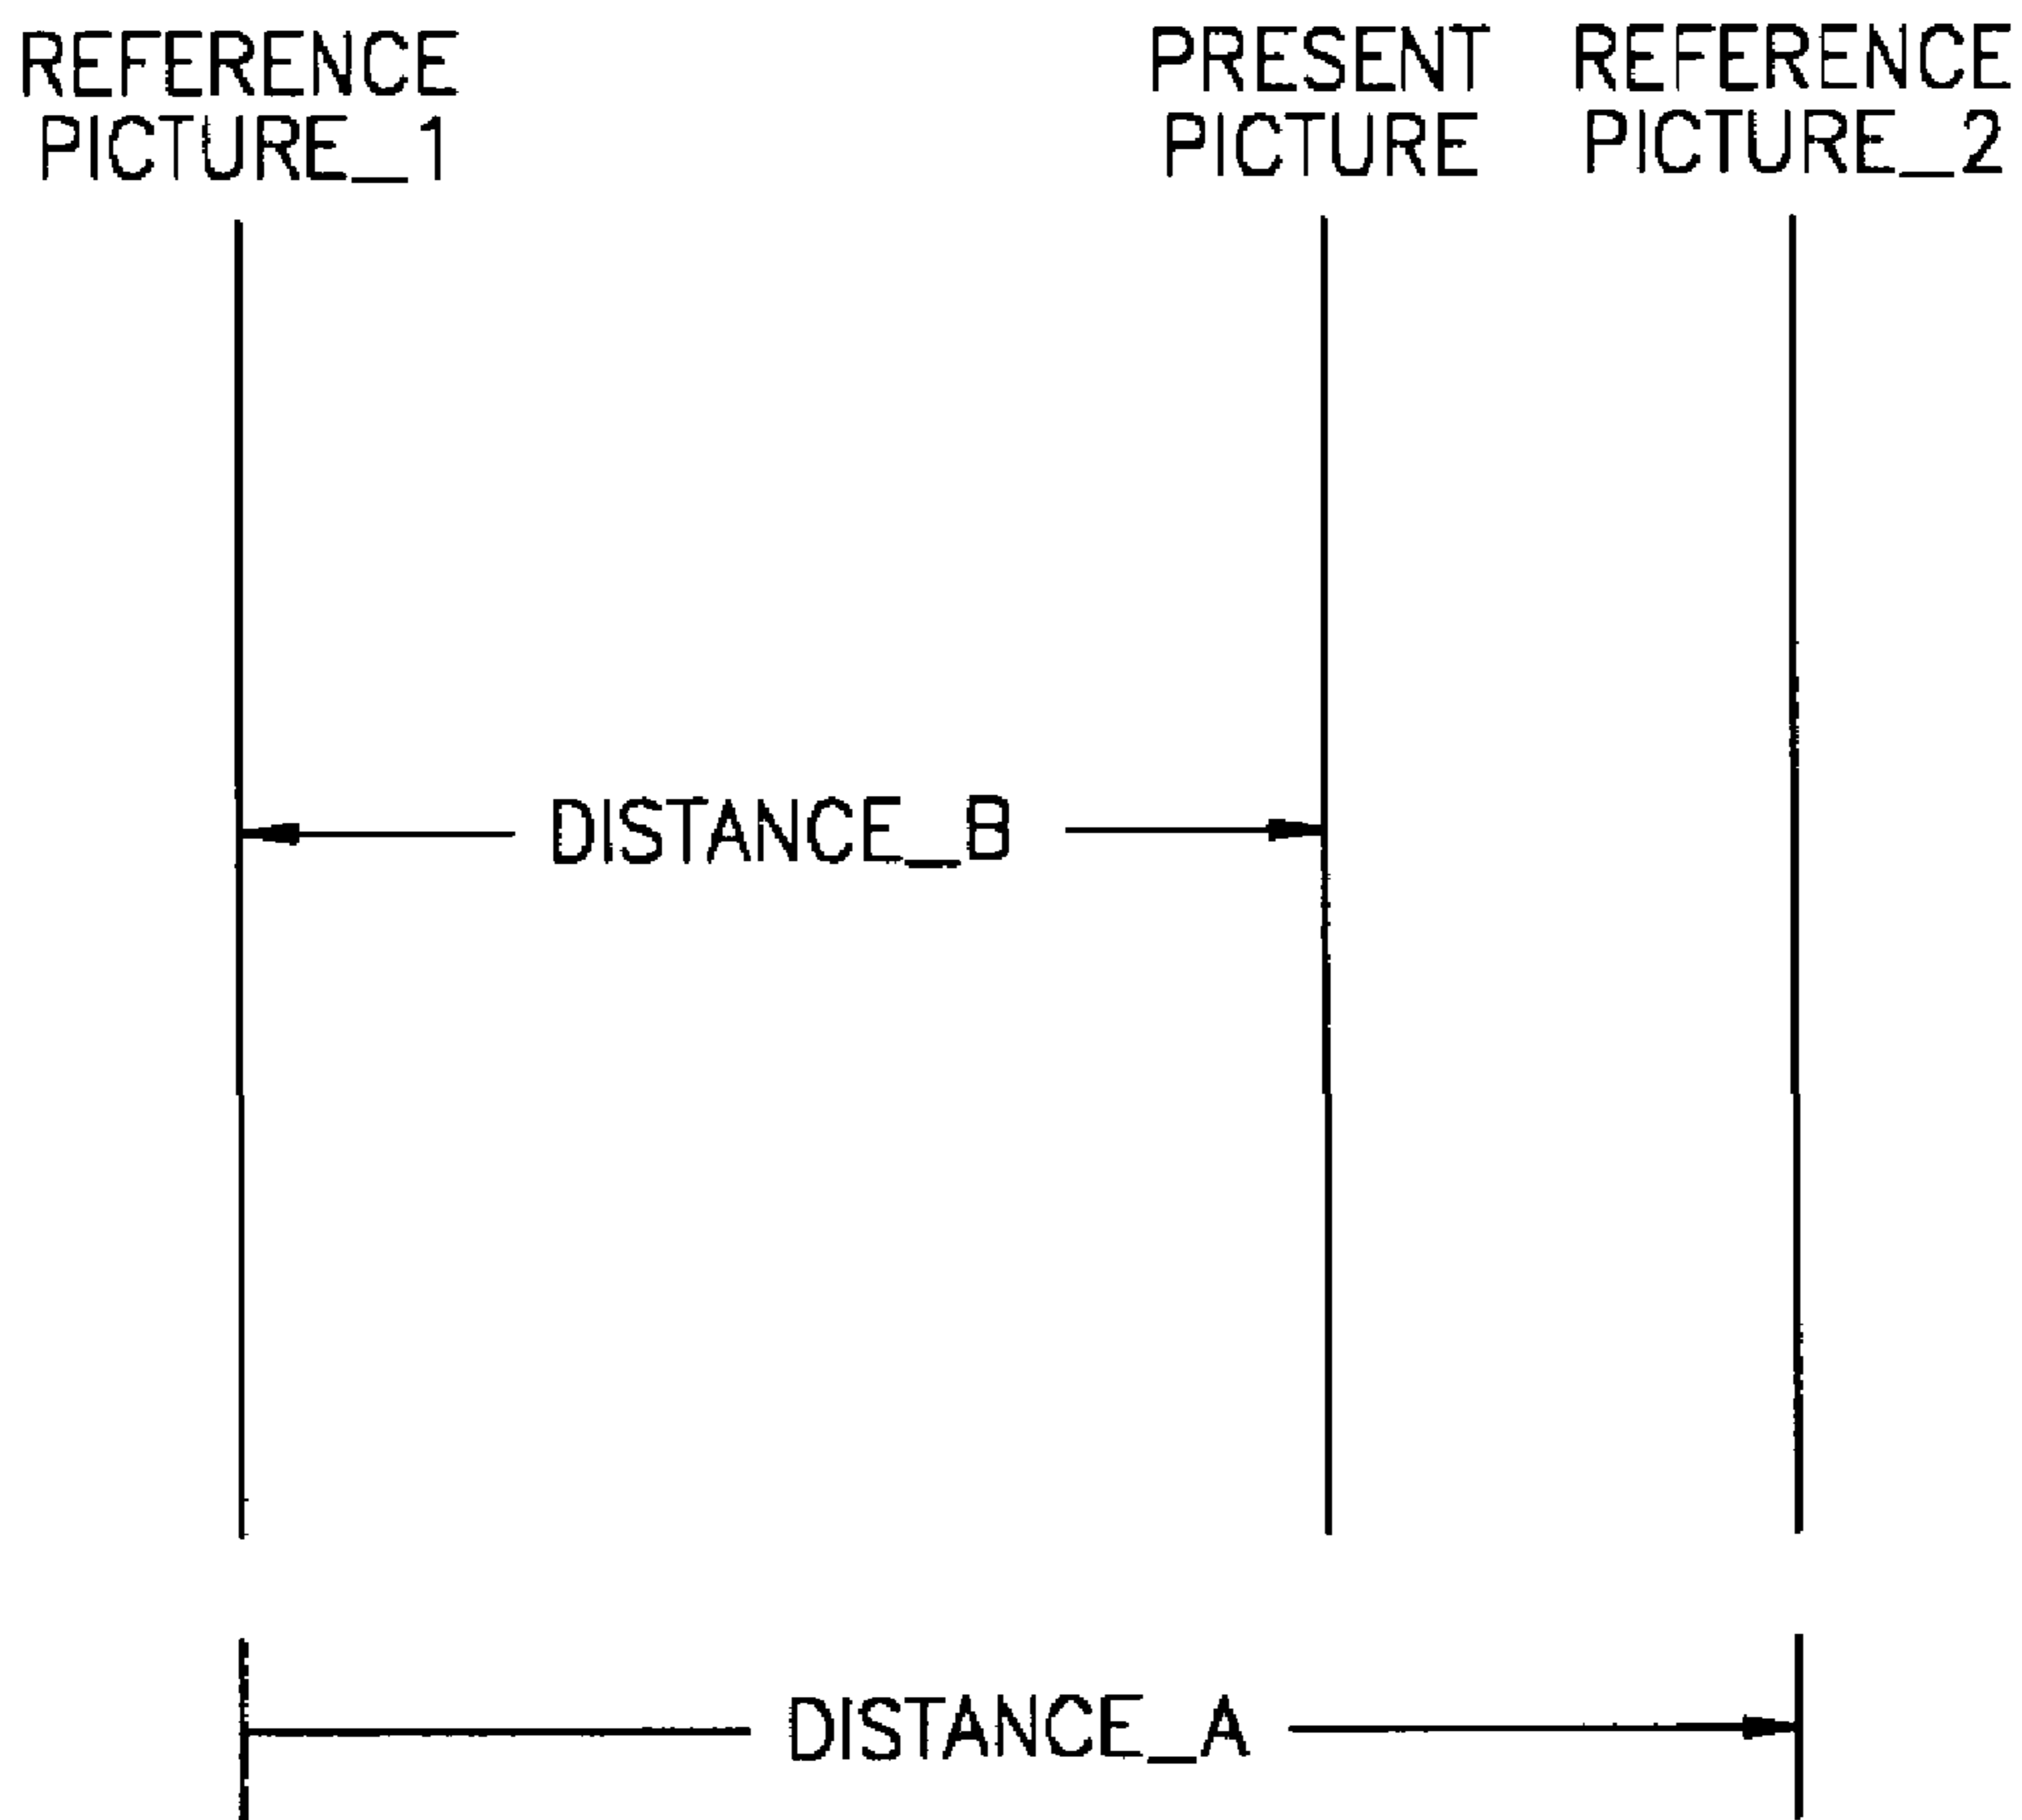 REFERENCE
PICTURE_1
PRESENT
PICTURE
REFERENCE
PICTURE_2
DISTANCE_B
DISTANCE_A